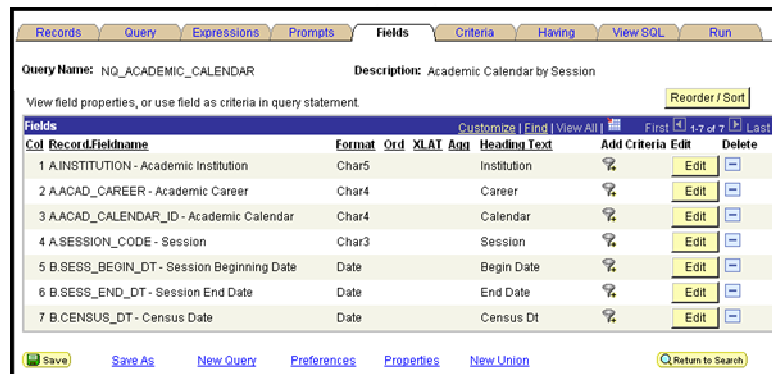 Records Query Expressions Prompts Fields Criteria Having View SQL Run
Query Name: NQ_ACADEMIC_CALENDAR Description: Academic Calendar by Session
View field properties, or use field as criteria in query statement. Reorder / Sort
Fields Customize | Find | View All | First 1-7 of 7 Last
Col Record.Fieldname Format Ord XLAT Agg Heading Text Add Criteria Edit Delete
1 A.INSTITUTION - Academic Institution Char5 Institution Edit
2 A.ACAD_CAREER - Academic Career Char4 Career Edit
3 A.ACAD_CALENDAR_ID - Academic Calendar Char4 Calendar Edit
4 A.SESSION_CODE - Session Char3 Session Edit
5 B.SESS_BEGIN_DT - Session Beginning Date Date Begin Date Edit
6 B.SESS_END_DT - Session End Date Date End Date Edit
7 B.CENSUS_DT - Census Date Date Census Dt Edit
Save Save As New Query Preferences Properties New Union Return to Search